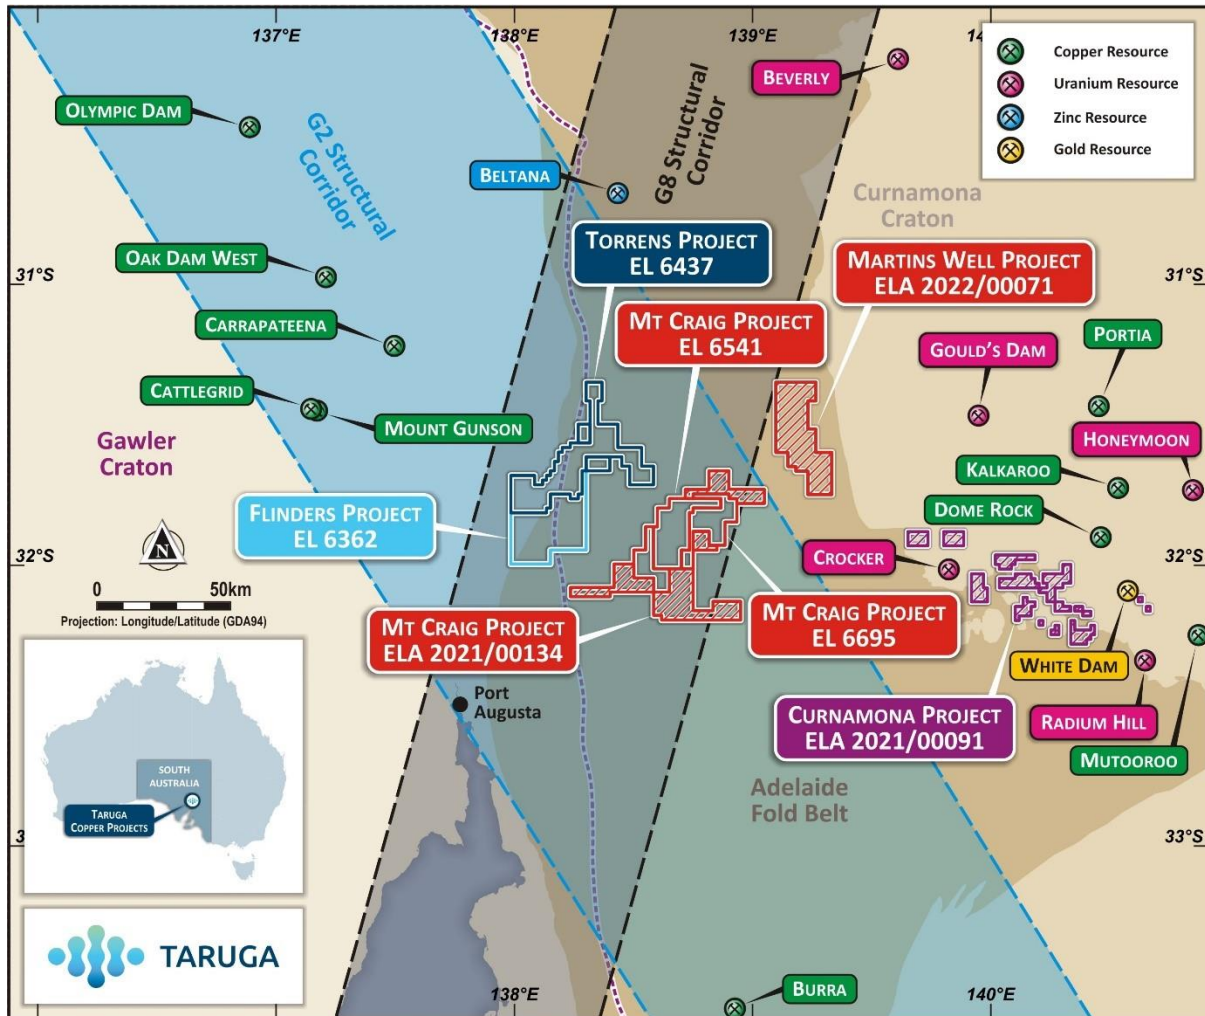 137°E
138°E
139°E
Copper Resource
Uranium Resource
Zinc Resource
Gold Resource
BEVERLY
OLYMPIC DAM
G2 Structural
Corridor
G8 Structural
Corridor
BELTANA
Curnamona
Craton
TORRENS PROJECT
EL 6437
MARTINS WELL PROJECT
ELA 2022/00071
OAK DAM WEST
31°S
31°S
MT CRAIG PROJECT
EL 6541
CARRAPATEENA
GOULD'S DAM
PORTIA
CATTLEGRID
MOUNT GUNSON
Gawler
Craton
HONEYMOON
KALKAROO
FLINDERS PROJECT
EL 6362
DOME ROCK
N
32°S
32°S
CROCKER
0 50km
Projection: Longitude/Latitude (GDA94)
MT CRAIG PROJECT
ELA 2021/00134
MT CRAIG PROJECT
EL 6695
WHITE DAM
Port
Augusta
CURNAMONA PROJECT
ELA 2021/00091
RADIUM HILL
MUTOOROO
SOUTH
AUSTRALIA
TARUGA
COPPER PROJECTS
Adelaide
Fold Belt
33°S
TARUGA
138°E
BURRA
140°E